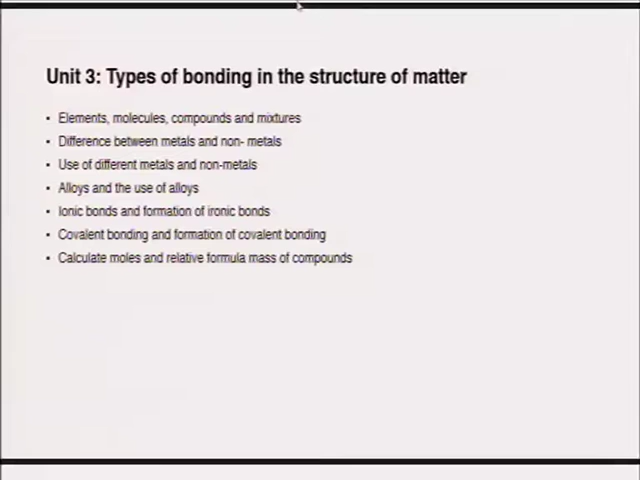 Unit 3: Types of bonding in the structure of matter
• Elements, molecules, compounds and mixtures
• Difference between metals and non- metals
• Use of different metals and non-metals
• Alloys and the use of alloys
• Ionic bonds and formation of ironic bonds
• Covalent bonding and formation of covalent bonding
• Calculate moles and relative formula mass of compounds